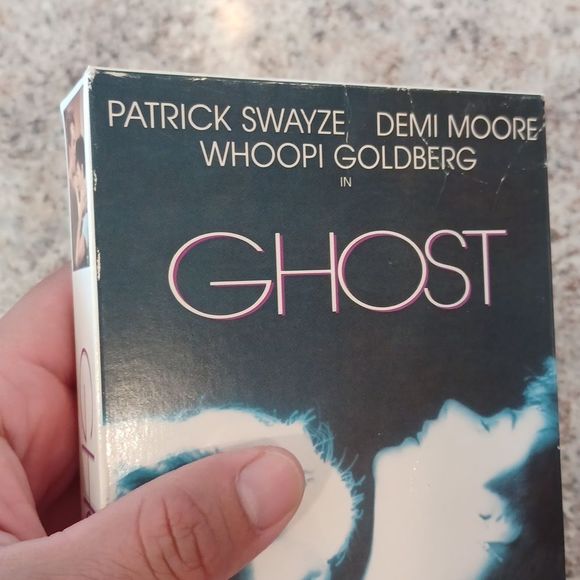 PATRICK SWAYZE DEMI MOORE
WHOOPI GOLDBERG
IN
GHOST